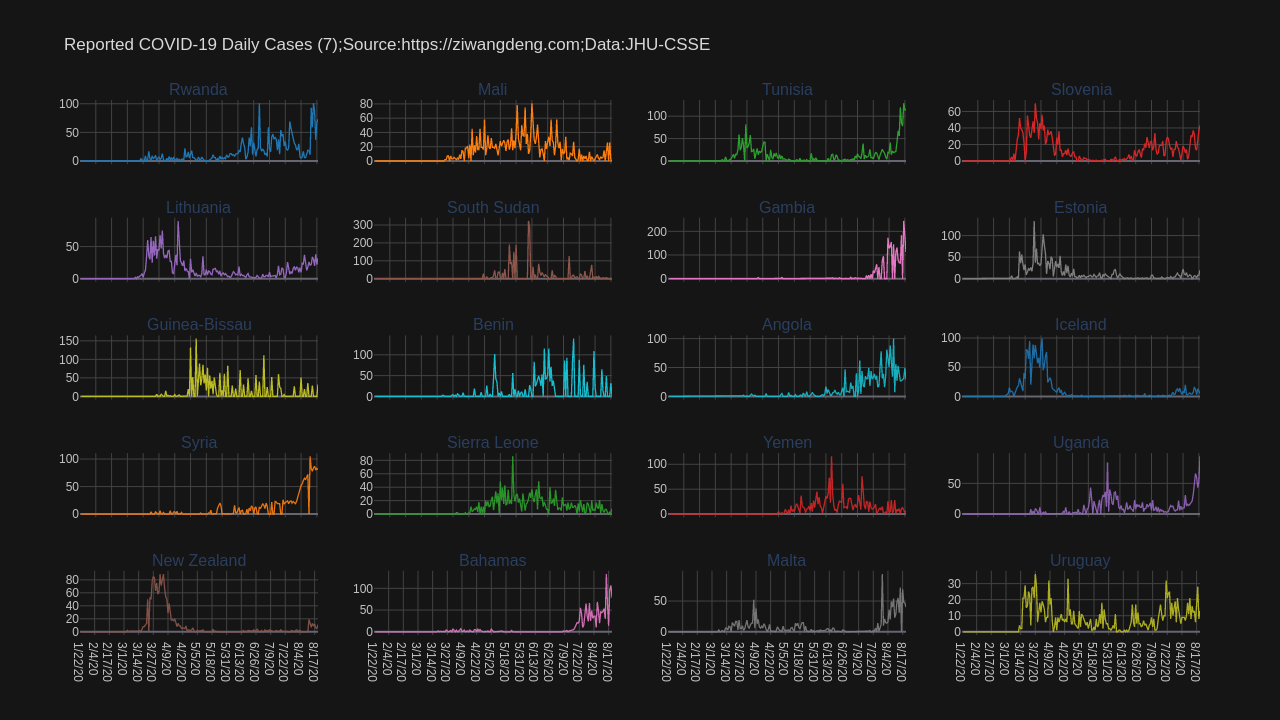 Reported COVID-19 Daily Cases (7);Source:https://ziwangdeng.com;Data:JHU-CSSE
Rwanda
100
50
0
Mali
80
60
40
20
0
Tunisia
100
50
0
Slovenia
60
40
20
0
Lithuania
50
0
South Sudan
300
200
100
0
Gambia
200
100
0
Estonia
100
50
0
Guinea-Bissau
150
100
50
0
Benin
100
50
0
Angola
100
50
0
Iceland
100
50
0
Syria
100
50
0
Sierra Leone
80
60
40
20
0
Yemen
100
50
0
Uganda
50
0
New Zealand
80
60
40
20
0
Bahamas
100
50
0
Malta
50
0
Uruguay
30
20
10
0
1/22/20 2/4/20 2/17/20 3/1/20 3/14/20 3/27/20 4/9/20 4/22/20 5/5/20 5/18/20 5/31/20 6/13/20 6/26/20 7/9/20 7/22/20 8/4/20 8/17/20
1/22/20 2/4/20 2/17/20 3/1/20 3/14/20 3/27/20 4/9/20 4/22/20 5/5/20 5/18/20 5/31/20 6/13/20 6/26/20 7/9/20 7/22/20 8/4/20 8/17/20
1/22/20 2/4/20 2/17/20 3/1/20 3/14/20 3/27/20 4/9/20 4/22/20 5/5/20 5/18/20 5/31/20 6/13/20 6/26/20 7/9/20 7/22/20 8/4/20 8/17/20
1/22/20 2/4/20 2/17/20 3/1/20 3/14/20 3/27/20 4/9/20 4/22/20 5/5/20 5/18/20 5/31/20 6/13/20 6/26/20 7/9/20 7/22/20 8/4/20 8/17/20